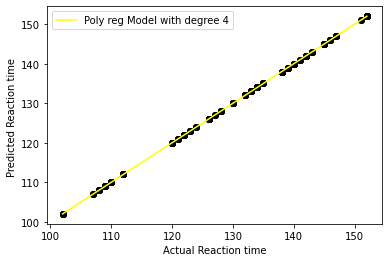 Poly reg Model with degree 4
150
140
130
120
110
100
Predicted Reaction time
100 110 120 130 140 150
Actual Reaction time